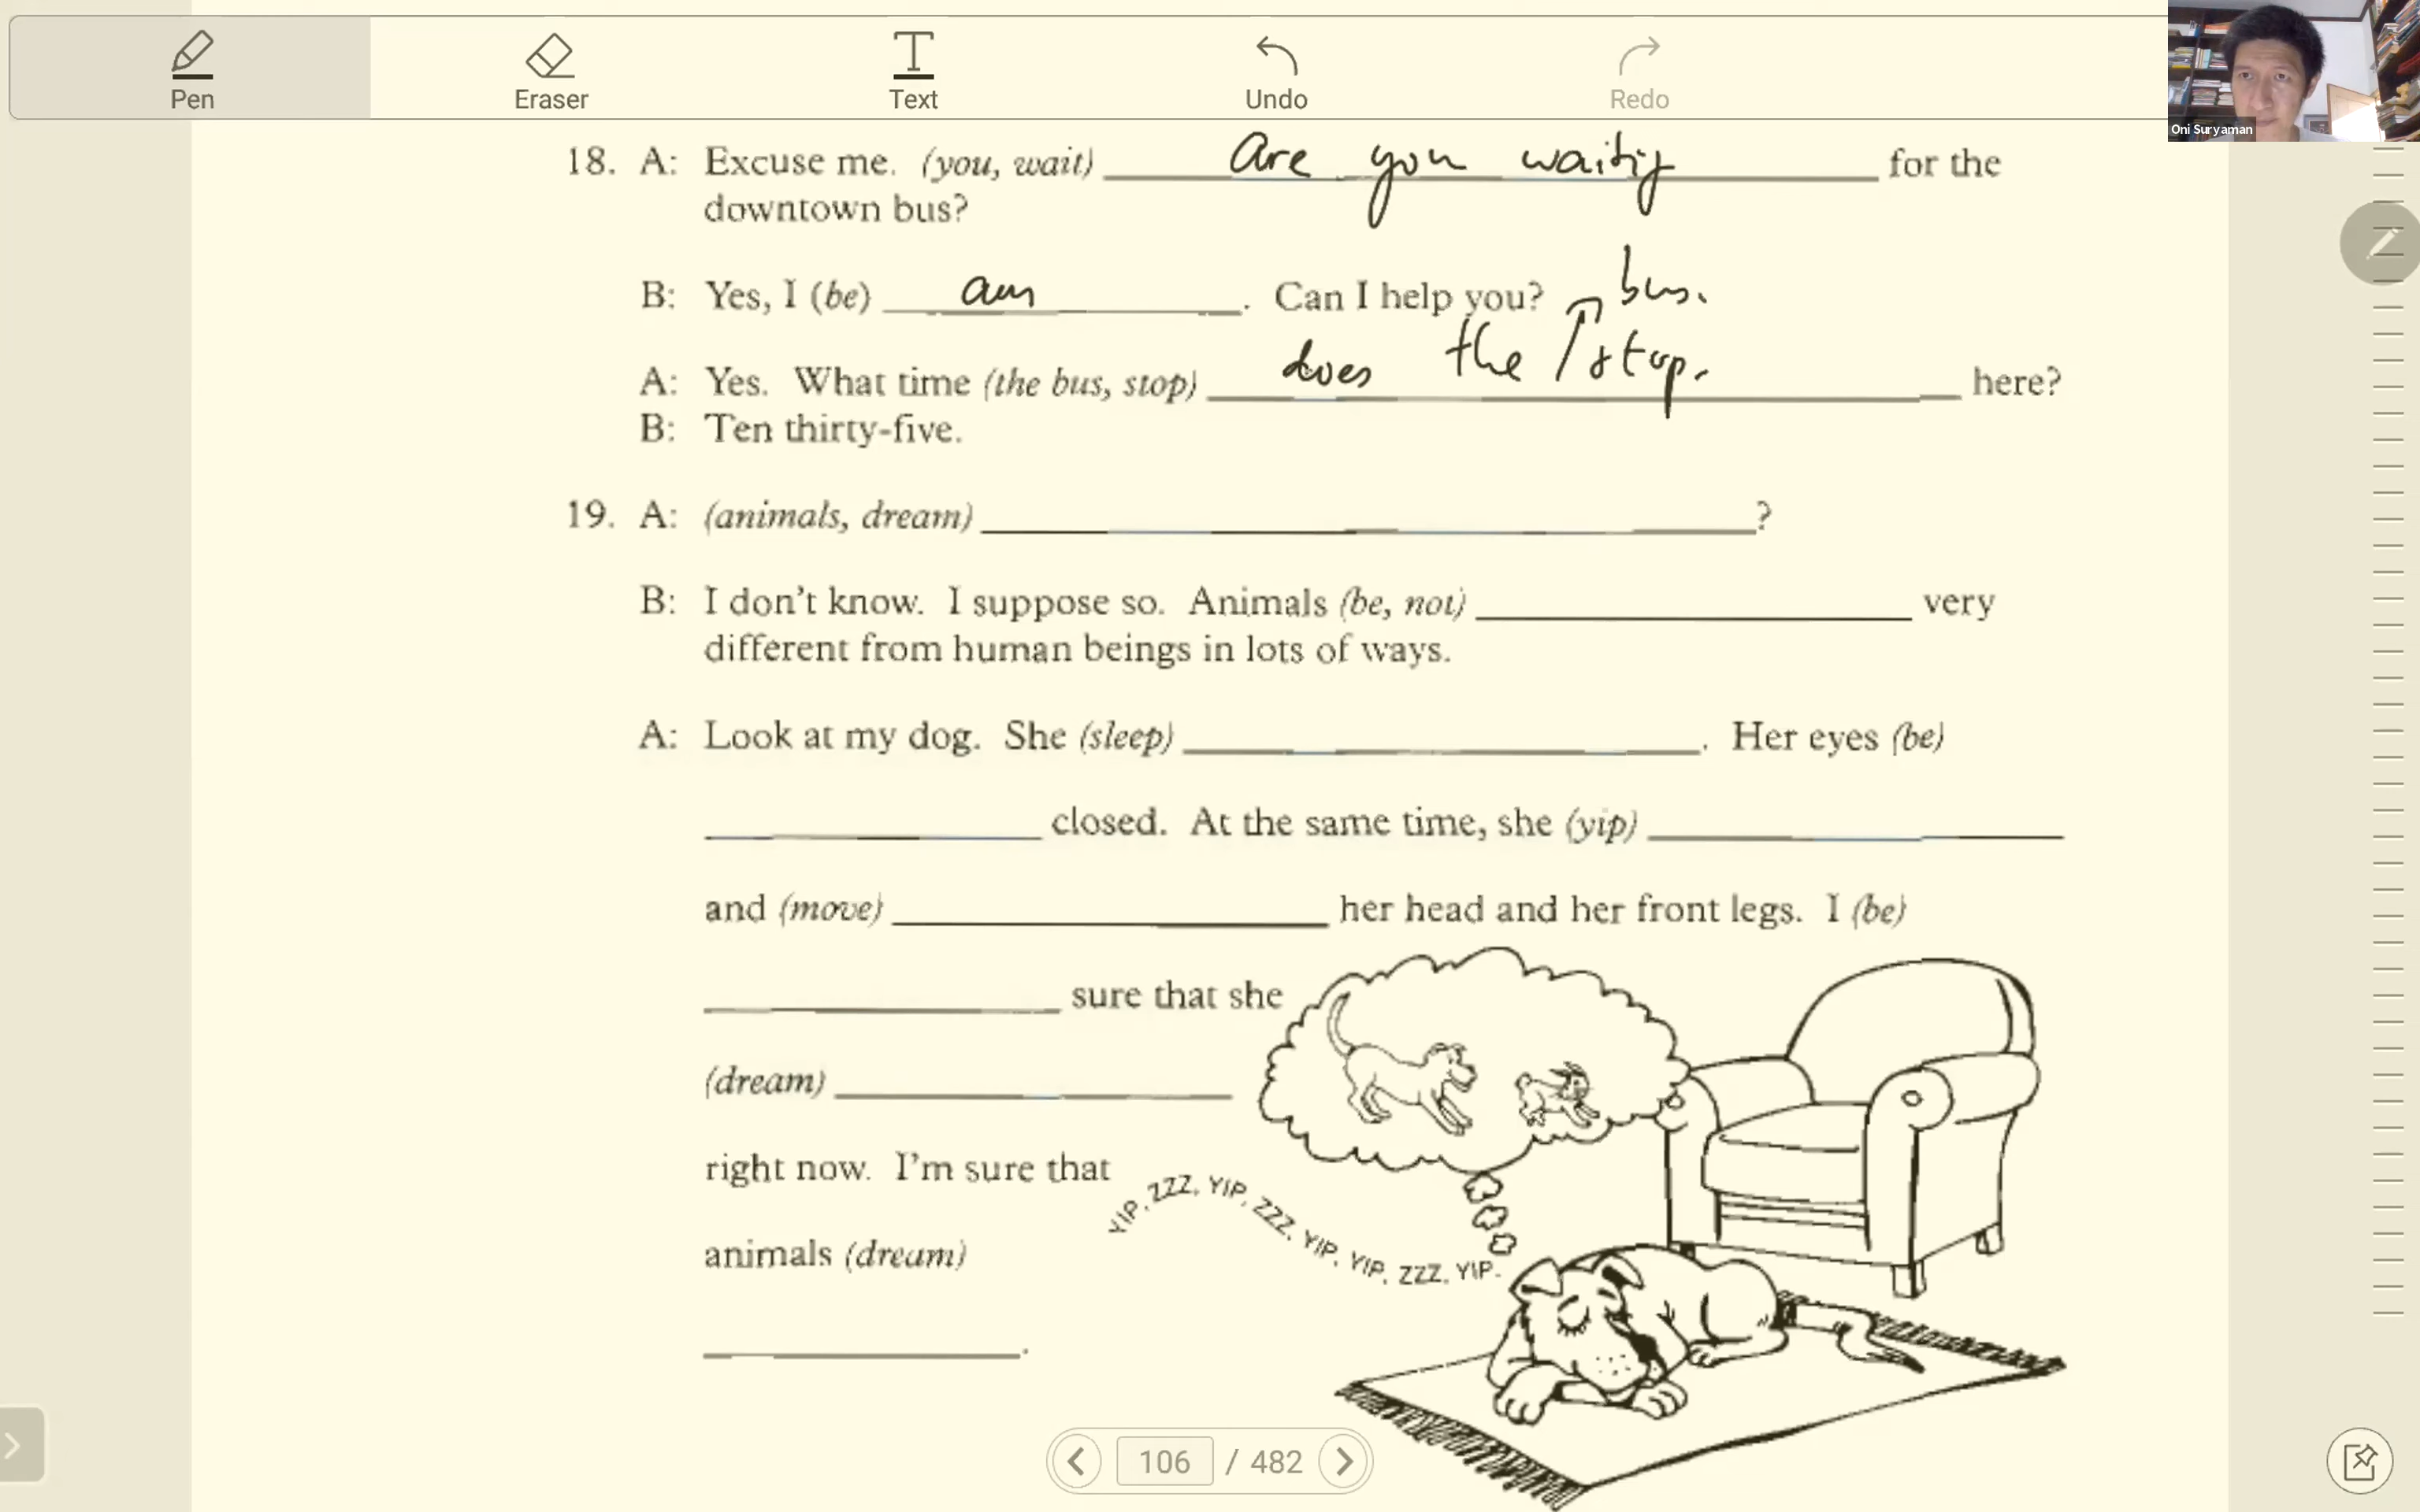 Pen Eraser Text Undo Redo
Oni Suryaman
18. A: Excuse me. (you, wait) are you waiting for the
downtown bus?
B: Yes, I (be) am . Can I help you? bus.
A: Yes. What time (the bus, stop) does the stop. here?
B: Ten thirty-five.
19. A: (animals, dream) ?
B: I don't know. I suppose so. Animals (be, not) very
different from human beings in lots of ways.
A: Look at my dog. She (sleep) . Her eyes (be)
closed. At the same time, she (yip)
and (move) her head and her front legs. I (be)
sure that she
(dream)
right now. I'm sure that
YIP, ZZZ, YIP, ZZZ, YIP, YIP, ZZZ, YIP.
animals (dream)
.
106 / 482